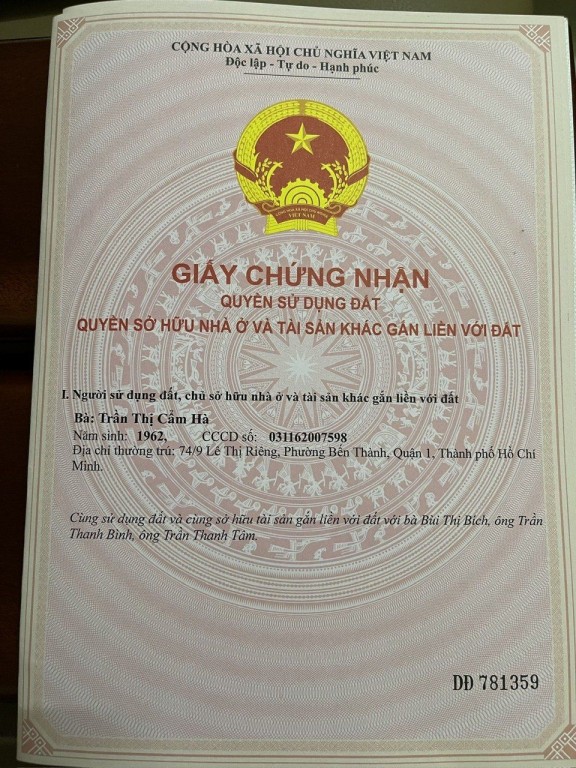 CỘNG HÒA XÃ HỘI CHỦ NGHĨA VIỆT NAM
Độc lập - Tự do - Hạnh phúc
VIỆT NAM
GIẤY CHỨNG NHẬN
QUYỀN SỬ DỤNG ĐẤT
QUYỀN SỞ HỮU NHÀ Ở VÀ TÀI SẢN KHÁC GẮN LIỀN VỚI ĐẤT
I. Người sử dụng đất, chủ sở hữu nhà ở và tài sản khác gắn liền với đất
Bà: Trần Thị Cẩm Hà
Năm sinh: 1962, CCCD số: 031162007598
Địa chỉ thường trú: 74/9 Lê Thị Riêng, Phường Bến Thành, Quận 1, Thành phố Hồ Chí
Minh.
Cùng sử dụng đất và cùng sở hữu tài sản gắn liền với đất với bà Bùi Thị Bích, ông Trần
Thanh Bình, ông Trần Thanh Tâm.
DĐ 781359